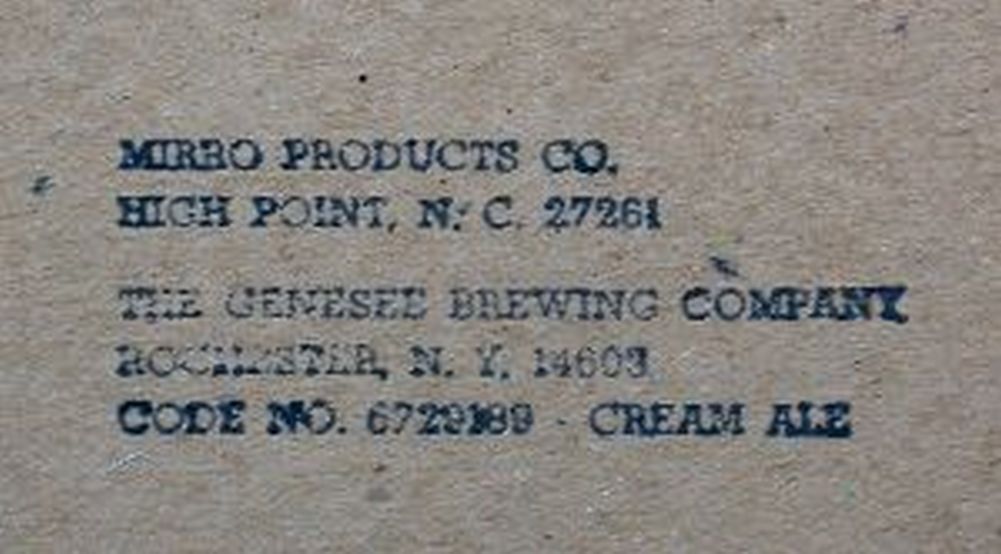 MIRRO PRODUCTS CO.
HIGH POINT, N. C. 27261
THE GENESEE BREWING COMPANY
ROCHESTER, N. Y. 14603
CODE NO. 6729189 - CREAM ALE